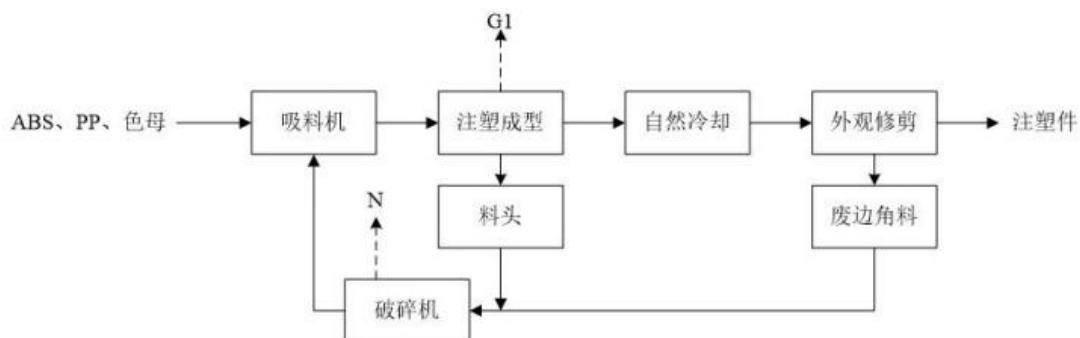 G1
ABS、PP、色母
吸料机
注塑成型
自然冷却
外观修剪
注塑件
料头
废边角料
N
破碎机